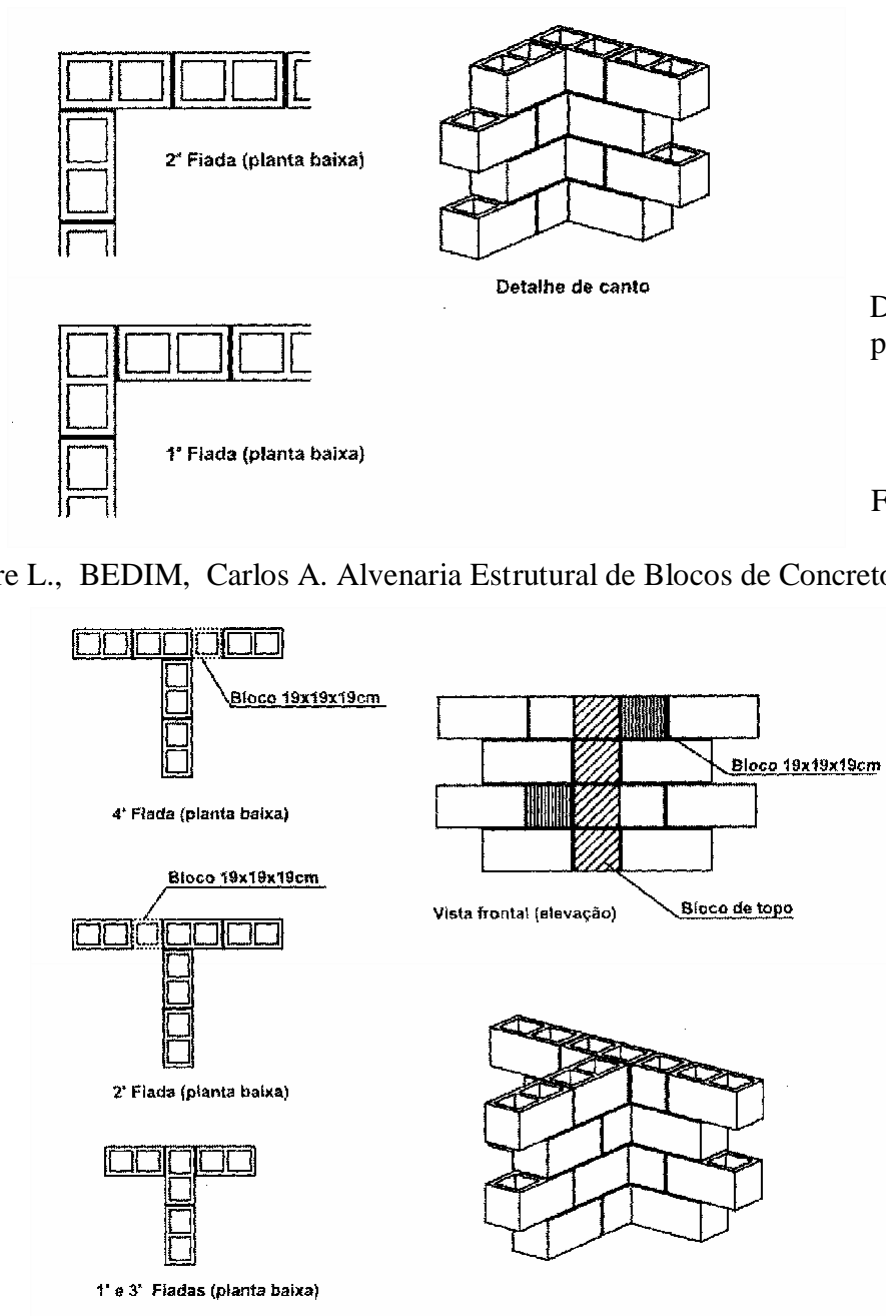 2ª Fiada (planta baixa)
Detalhe de canto
1ª Fiada (planta baixa)
D
p
F
re L., BEDIM, Carlos A. Alvenaria Estrutural de Blocos de Concreto
Bloco 19x19x19cm
4ª Fiada (planta baixa)
Bloco 19x19x19cm
2ª Fiada (planta baixa)
1ª e 3ª Fiadas (planta baixa)
Bloco 19x19x19cm
Vista frontal (elevação)
Bloco de topo